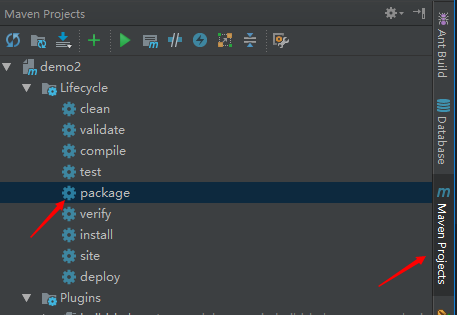 Maven Projects
demo2
Lifecycle
clean
validate
compile
test
package
verify
install
site
deploy
Plugins
Ant Build
Database
Maven Projects